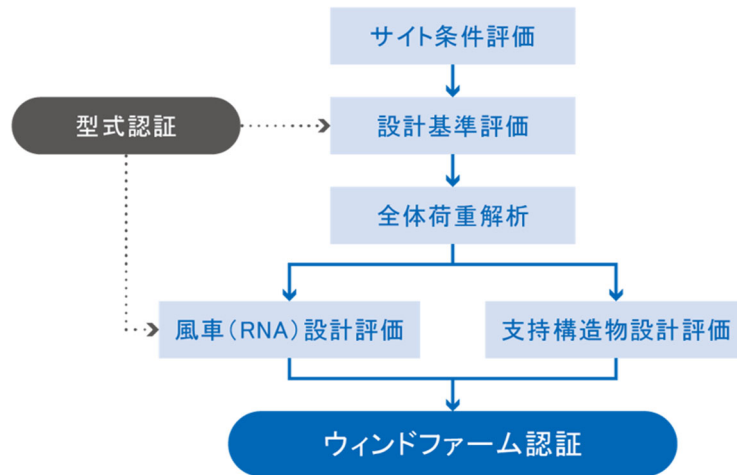 サイト条件評価
型式認証
設計基準評価
全体荷重解析
風車(RNA)設計評価
支持構造物設計評価
ウィンドファーム認証